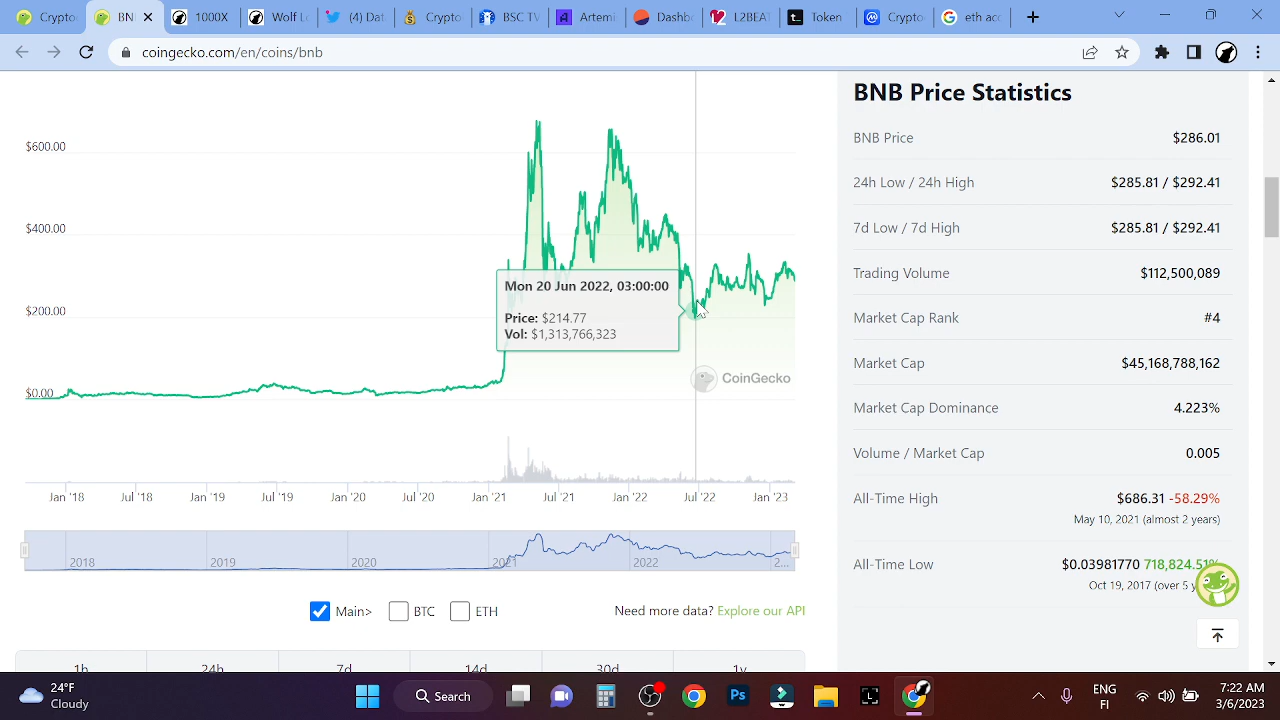 Crypto
BN
1000X
Wolf Lo
(4) Dat
Crypto
BSC T
Artemi
Dashbo
L2BEA
Token
Crypto
eth acc
coingecko.com/en/coins/bnb
BNB Price Statistics
$600.00
$400.00
$200.00
$0.00
Mon 20 Jun 2022, 03:00:00
Price: $214.77
Vol: $1,313,766,323
CoinGecko
Jan '18
Jul '18
Jan '19
Jul '19
Jan '20
Jul '20
Jan '21
Jul '21
Jan '22
Jul '22
Jan '23
2018
2019
2020
2021
2022
2...
Main>
BTC
ETH
Need more data? Explore our API
1h
24h
7d
14d
30d
1y
BNB Price $286.01
24h Low / 24h High $285.81 / $292.41
7d Low / 7d High $285.81 / $292.41
Trading Volume $112,500,089
Market Cap Rank #4
Market Cap $45,168,788,162
Market Cap Dominance 4.223%
Volume / Market Cap 0.005
All-Time High $686.31 -58.29%
May 10, 2021 (almost 2 years)
All-Time Low $0.03981770 718,824.51%
Oct 19, 2017 (over 5 y
24°F
Cloudy
Search
Ps
ENG
FI
7:22 AM
3/6/2023